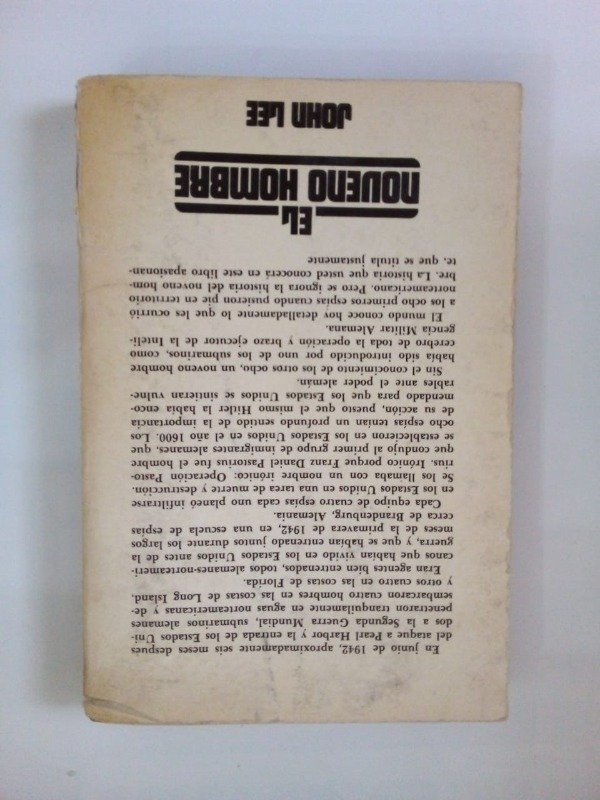 En junio de 1942, aproximadamente seis meses después
del ataque a Pearl Harbor y la entrada de los Estados Uni-
dos a la Segunda Guerra Mundial, submarinos alemanes
penetraron tranquilamente en aguas norteamericanas y de-
sembarcaron cuatro hombres en las costas de Long Island,
y otros cuatro en las costas de Florida.
Eran agentes bien entrenados, todos alemanes-norteameri-
canos que habían vivido en los Estados Unidos antes de la
guerra, y que se habían entrenado juntos durante los largos
meses de la primavera de 1942, en una escuela de espías
cerca de Brandenburg, Alemania.
Cada equipo de cuatro espías cada uno planeó infiltrarse
en los Estados Unidos en una tarea de muerte y destrucción.
Se los llamaba con un nombre irónico: Operación Pasto-
rius. Irónico porque Franz Daniel Pastorius fue el hombre
que condujo al primer grupo de inmigrantes alemanes, que
se establecieron en los Estados Unidos en el año 1600. Los
ocho espías tenían un profundo sentido de la importancia
de su acción, puesto que el mismo Hitler la había enco-
mendado para que los Estados Unidos se sintieran vulne-
rables ante el poder alemán.
Sin el conocimiento de los otros ocho, un noveno hombre
había sido introducido por uno de los submarinos, como
cerebro de toda la operación y brazo ejecutor de la Inteli-
gencia Militar Alemana.
El mundo conoce hoy detalladamente lo que les ocurrió
a los ocho primeros espías cuando pusieron pie en territorio
norteamericano. Pero se ignora la historia del noveno hom-
bre. La historia que usted conocerá en este libro apasionan-
te, que se titula justamente
EL
NOVENO HOMBRE
JOHN LEE